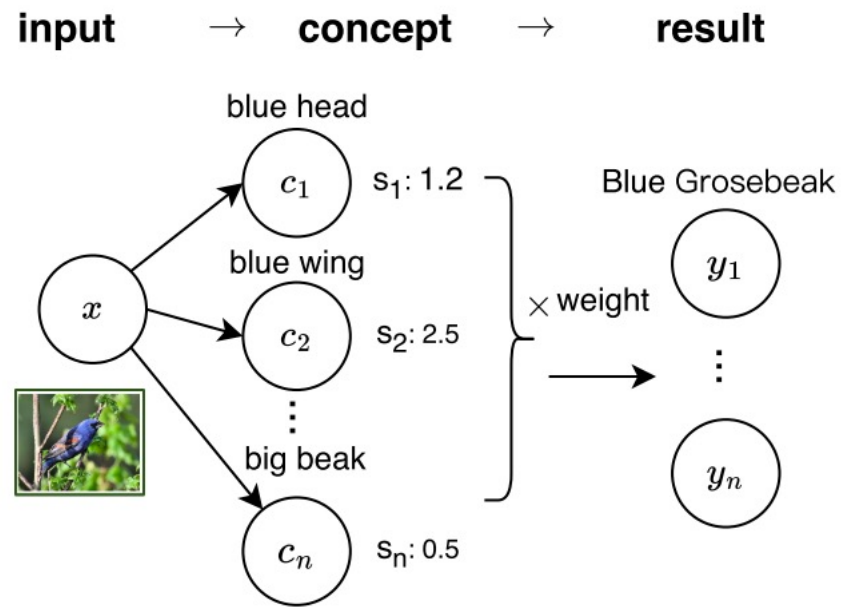 input → concept → result
blue head
c₁ s₁: 1.2
Blue Grosebeak
blue wing
x
y₁
× weight
c₂ s₂: 2.5
⋮
⋮
big beak
yₙ
cₙ sₙ: 0.5